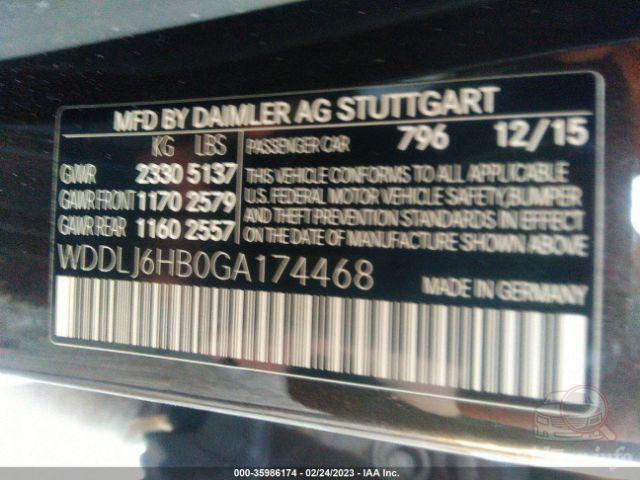 MFD BY DAIMLER AG STUTTGART
KG LBS
GVWR 2330 5137
GAWR FRONT 1170 2579
GAWR REAR 1160 2557
PASSENGER CAR 796 12/15
THIS VEHICLE CONFORMS TO ALL APPLICABLE
U.S. FEDERAL MOTOR VEHICLE SAFETY,BUMPER
AND THEFT PREVENTION STANDARDS IN EFFECT
ON THE DATE OF MANUFACTURE SHOWN ABOVE
WDDLJ6HB0GA174468
MADE IN GERMANY
000-35986174 - 02/24/2023 - IAA Inc.